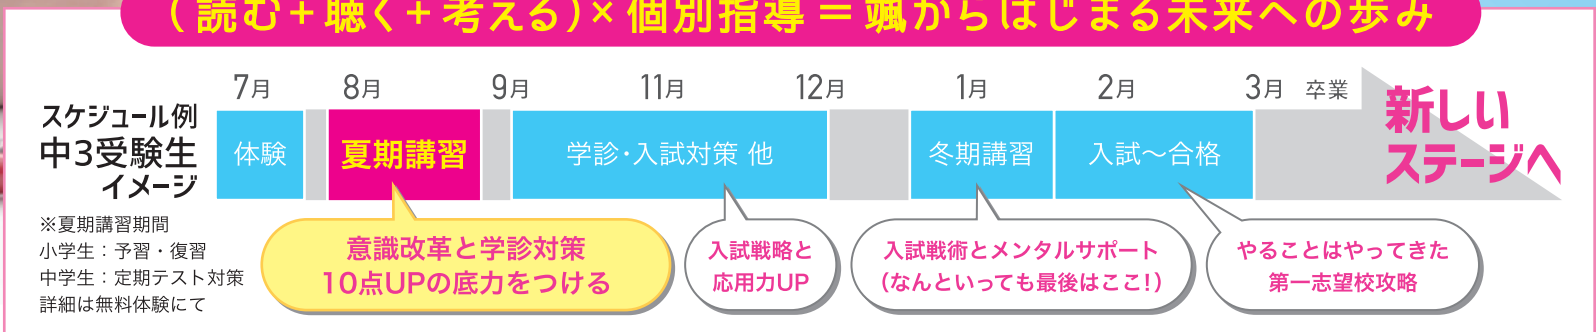 (読む+聴く+考える)×個別指導=颯からはじまる未来への歩み
7月 8月 9月 11月 12月 1月 2月 3月 卒業
スケジュール例
中3受験生
イメージ
体験 夏期講習 学診・入試対策 他 冬期講習 入試〜合格
新しい
ステージへ
※夏期講習期間
小学生:予習・復習
中学生:定期テスト対策
詳細は無料体験にて
意識改革と学診対策
10点UPの底力をつける
入試戦略と
応用力UP
入試戦術とメンタルサポート
(なんといっても最後はここ!)
やることはやってきた
第一志望校攻略